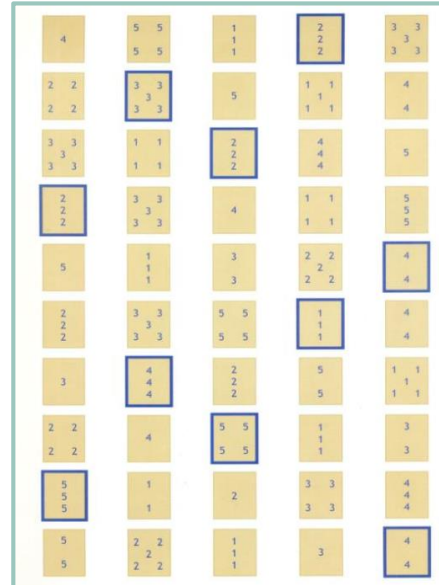 5 5 1 2 3 3
4 1 2 3
5 5 1 2 3 3
2 2 3 3 1 1 4
3 5 1
2 2 3 3 1 1 4
3 3 1 1 2 4
3 2 4 5
3 3 1 1 2 4
2 3 3 1 1 5
2 3 4 5
2 3 3 1 1 5
1 3 2 2 4
5 1 2
1 3 2 2 4
2 3 3 5 5 1 4
2 3 1
2 3 3 5 5 1 4
4 2 5 1 1
3 4 2 1
4 2 5 1 1
2 2 5 5 1 3
4 1
2 2 5 5 1 3
5 1 3 3 4
5 2 4
5 1 3 3 4
5 2 2 1 4
2 1 3
5 2 2 1 4